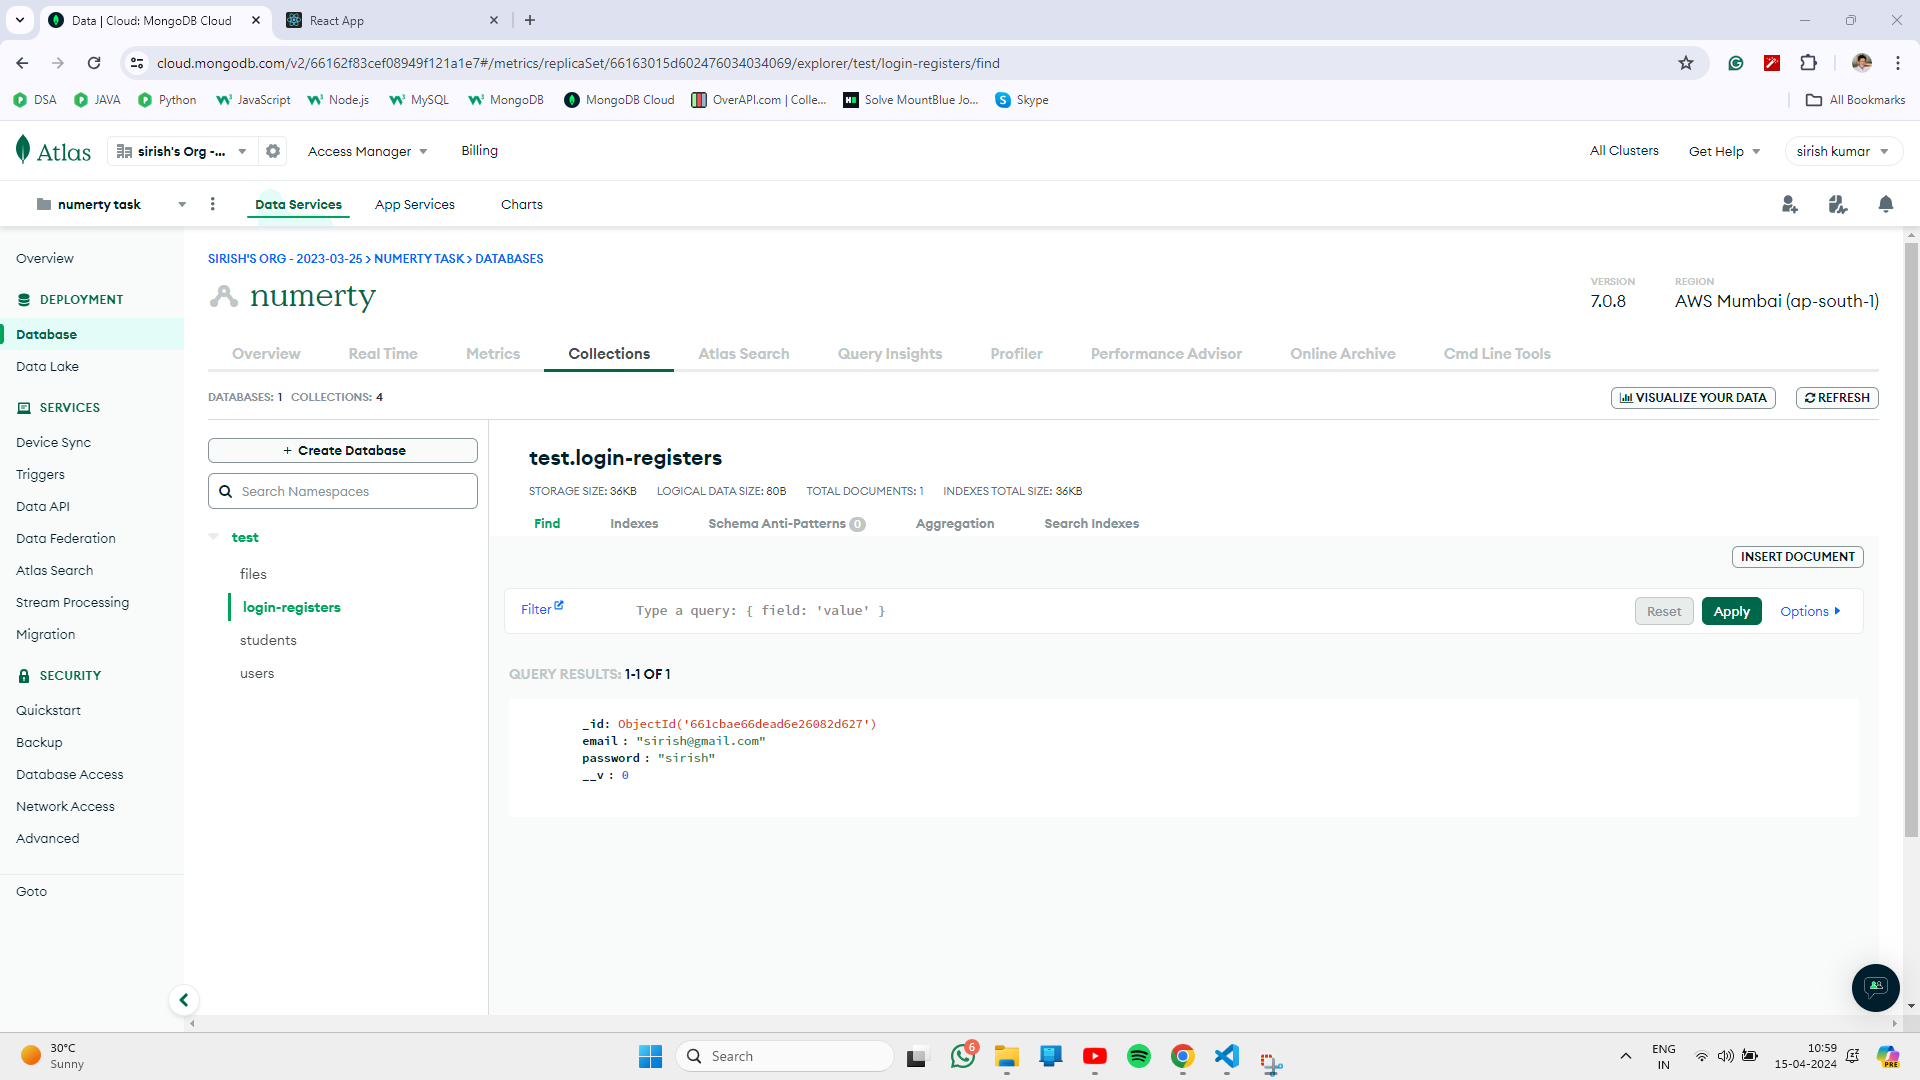 Data | Cloud: MongoDB Cloud
React App
cloud.mongodb.com/v2/66162f83cef08949f121a1e7#/metrics/replicaSet/66163015d602476034034069/explorer/test/login-registers/find
DSA
JAVA
Python
JavaScript
Node.js
MySQL
MongoDB
MongoDB Cloud
OverAPI.com | Colle...
Solve MountBlue Jo...
Skype
All Bookmarks
Atlas
sirish's Org -...
Access Manager
Billing
All Clusters
Get Help
sirish kumar
numerty task
Data Services
App Services
Charts
Overview
DEPLOYMENT
Database
Data Lake
SERVICES
Device Sync
Triggers
Data API
Data Federation
Atlas Search
Stream Processing
Migration
SECURITY
Quickstart
Backup
Database Access
Network Access
Advanced
Goto
SIRISH'S ORG - 2023-03-25 > NUMERTY TASK > DATABASES
numerty
VERSION
7.0.8
REGION
AWS Mumbai (ap-south-1)
Overview
Real Time
Metrics
Collections
Atlas Search
Query Insights
Profiler
Performance Advisor
Online Archive
Cmd Line Tools
DATABASES: 1 COLLECTIONS: 4
VISUALIZE YOUR DATA
REFRESH
+ Create Database
Search Namespaces
test
files
login-registers
students
users
test.login-registers
STORAGE SIZE: 36KB LOGICAL DATA SIZE: 80B TOTAL DOCUMENTS: 1 INDEXES TOTAL SIZE: 36KB
Find
Indexes
Schema Anti-Patterns 0
Aggregation
Search Indexes
INSERT DOCUMENT
Filter
Type a query: { field: 'value' }
Reset
Apply
Options
QUERY RESULTS: 1-1 OF 1
_id: ObjectId('661cbae66dead6e26082d627')
email : "sirish@gmail.com"
password : "sirish"
__v : 0
30°C
Sunny
Search
6
ENG
IN
10:59
15-04-2024
PRE